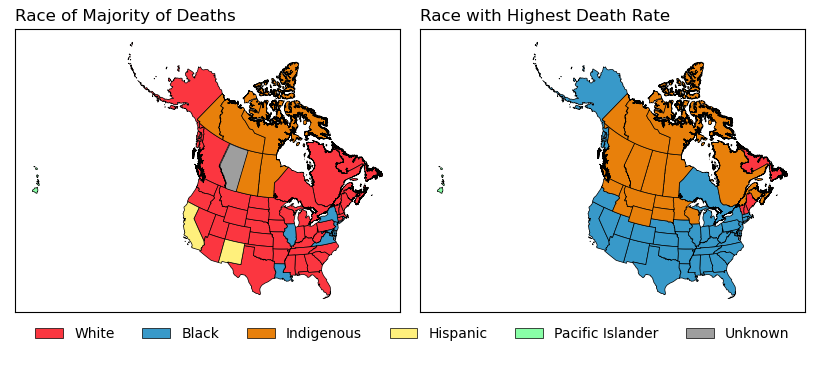 Race of Majority of Deaths
Race with Highest Death Rate
White
Black
Indigenous
Hispanic
Pacific Islander
Unknown